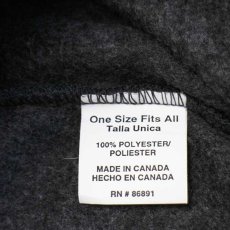 One Size Fits All
Talla Unica
100% POLYESTER/
POLIESTER
MADE IN CANADA
HECHO EN CANADA
RN # 86891